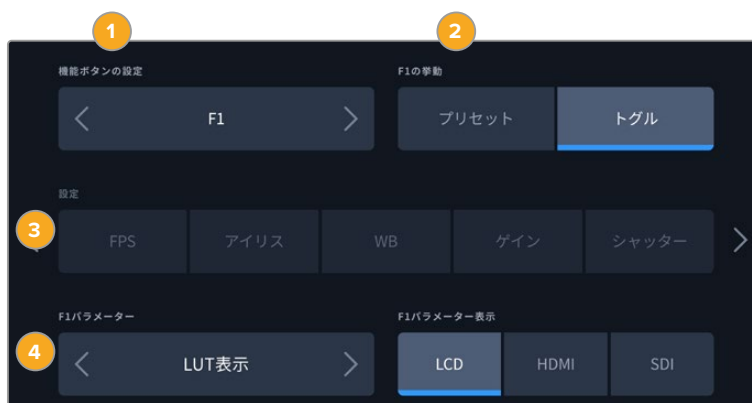 1 2
機能ボタンの設定 F1の挙動
F1 プリセット トグル
設定
3 FPS アイリス WB ゲイン シャッター
F1パラメーター F1パラメーター表示
4 LUT表示 LCD HDMI SDI